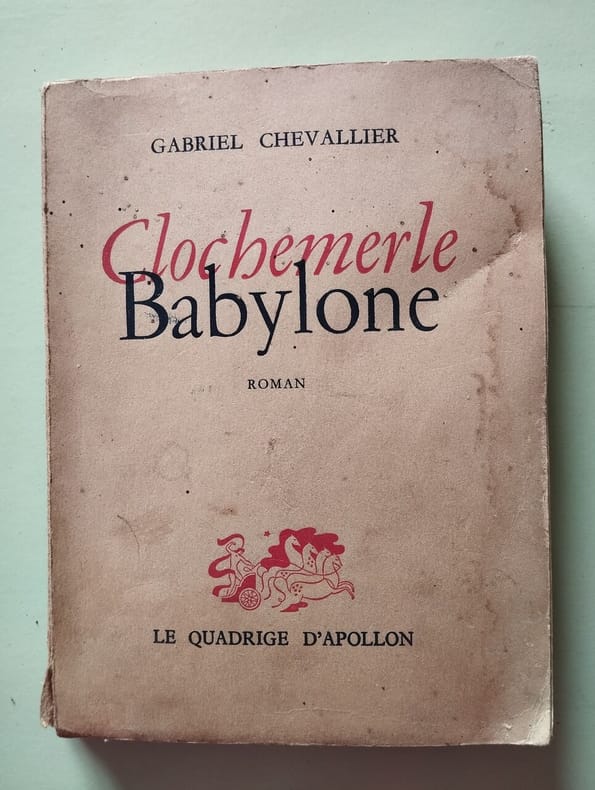 GABRIEL CHEVALLIER
Clochemerle
Babylone
ROMAN
LE QUADRIGE D'APOLLON